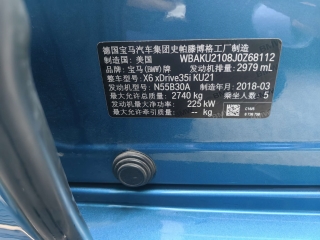 德国宝马汽车集团史帕滕博格工厂制造
制造国: 美国 WBAKU2108J0Z68112
品牌: 宝马(BMW)牌 发动机排量: 2979 mL
整车型号: X6 xDrive35i KU21
发动机型号: N55B30A 制造年月: 2018-03
最大允许总质量: 2740 kg 乘坐人数: 5
发动机最大净功率: 225 kW
最大允许牵引质量: -- kg